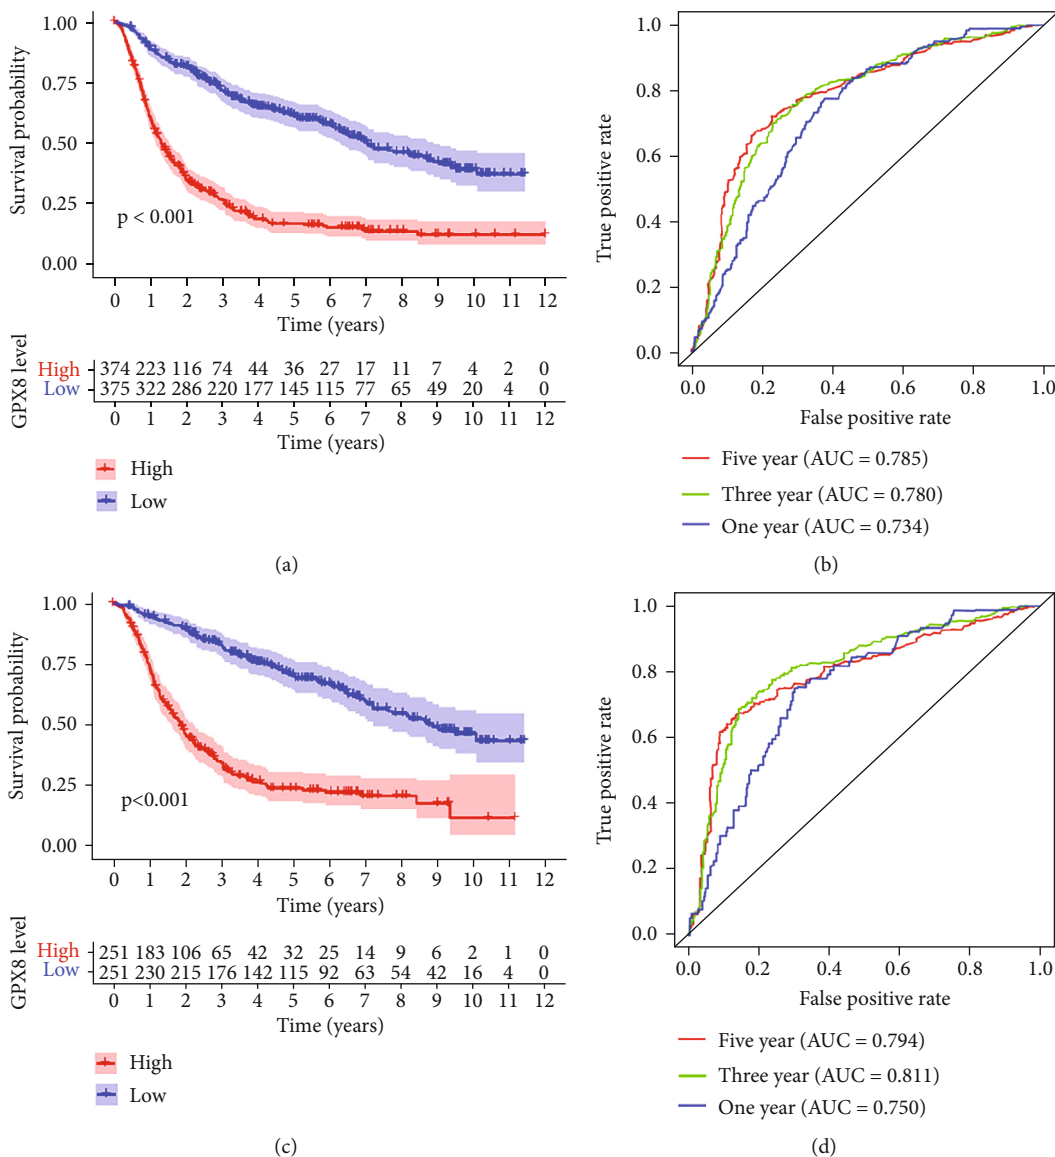 1.00
0.75
0.50
0.25
0.00
Survival probability
p < 0.001
0 1 2 3 4 5 6 7 8 9 10 11 12
Time (years)
GPX8 level
High 374 223 116 74 44 36 27 17 11 7 4 2 0
Low 375 322 286 220 177 145 115 77 65 49 20 4 0
0 1 2 3 4 5 6 7 8 9 10 11 12
Time (years)
High
Low
(a)
1.0
0.8
0.6
0.4
0.2
0.0
True positive rate
0.0 0.2 0.4 0.6 0.8 1.0
False positive rate
Five year (AUC = 0.785)
Three year (AUC = 0.780)
One year (AUC = 0.734)
(b)
1.00
0.75
0.50
0.25
0.00
Survival probability
p<0.001
0 1 2 3 4 5 6 7 8 9 10 11 12
Time (years)
GPX8 level
High 251 183 106 65 42 32 25 14 9 6 2 1 0
Low 251 230 215 176 142 115 92 63 54 42 16 4 0
0 1 2 3 4 5 6 7 8 9 10 11 12
Time (years)
High
Low
(c)
1.0
0.8
0.6
0.4
0.2
0.0
True positive rate
0.0 0.2 0.4 0.6 0.8 1.0
False positive rate
Five year (AUC = 0.794)
Three year (AUC = 0.811)
One year (AUC = 0.750)
(d)